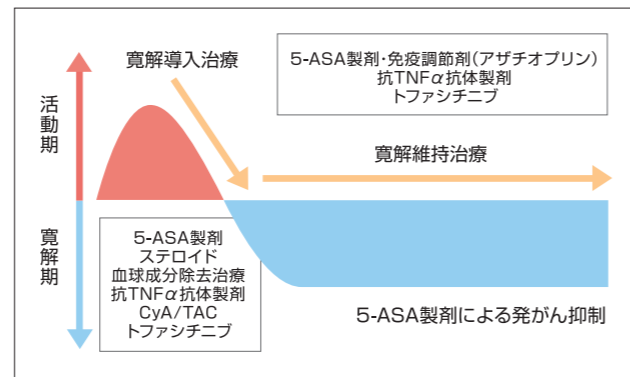 寛解導入治療
5-ASA製剤・免疫調節剤(アザチオプリン)
抗TNFα抗体製剤
トファシチニブ
活動期
寛解維持治療
寛解期
5-ASA製剤
ステロイド
血球成分除去治療
抗TNFα抗体製剤
CyA/TAC
トファシチニブ
5-ASA製剤による発がん抑制